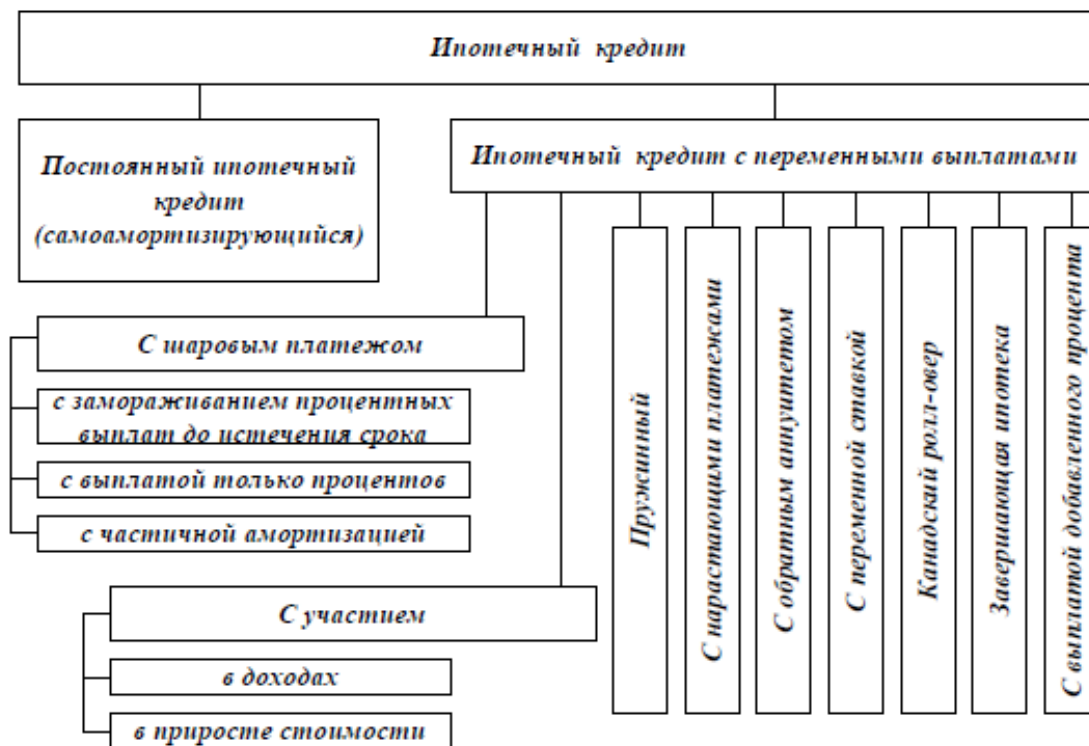 Ипотечный кредит
Постоянный ипотечный
кредит
(самоамортизирующийся)
Ипотечный кредит с переменными выплатами
С шаровым платежом
с замораживанием процентных
выплат до истечения срока
с выплатой только процентов
с частичной амортизацией
С участием
в доходах
в приросте стоимости
Пружинный
С нарастающими платежами
С обратным аннуитетом
С переменной ставкой
Канадский ролл-овер
Завершающая ипотека
С выплатой добавленного процента